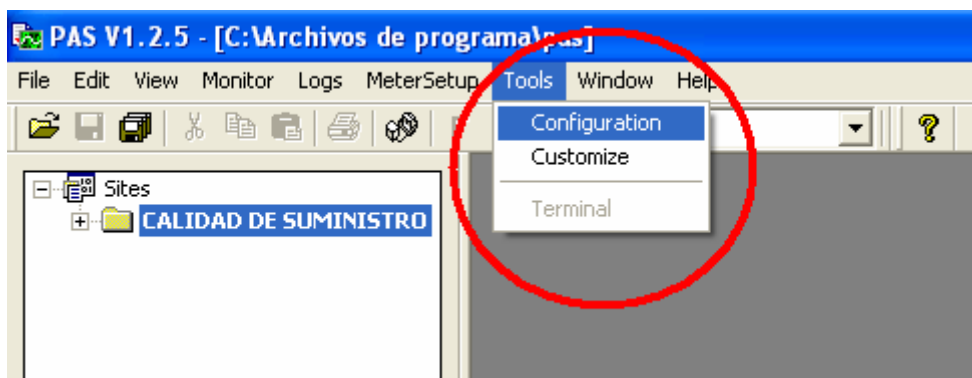 PAS V1.2.5 - [C:\Archivos de programa\pas]
File Edit View Monitor Logs MeterSetup Tools Window Help
Configuration
Customize
Terminal
Sites
CALIDAD DE SUMINISTRO